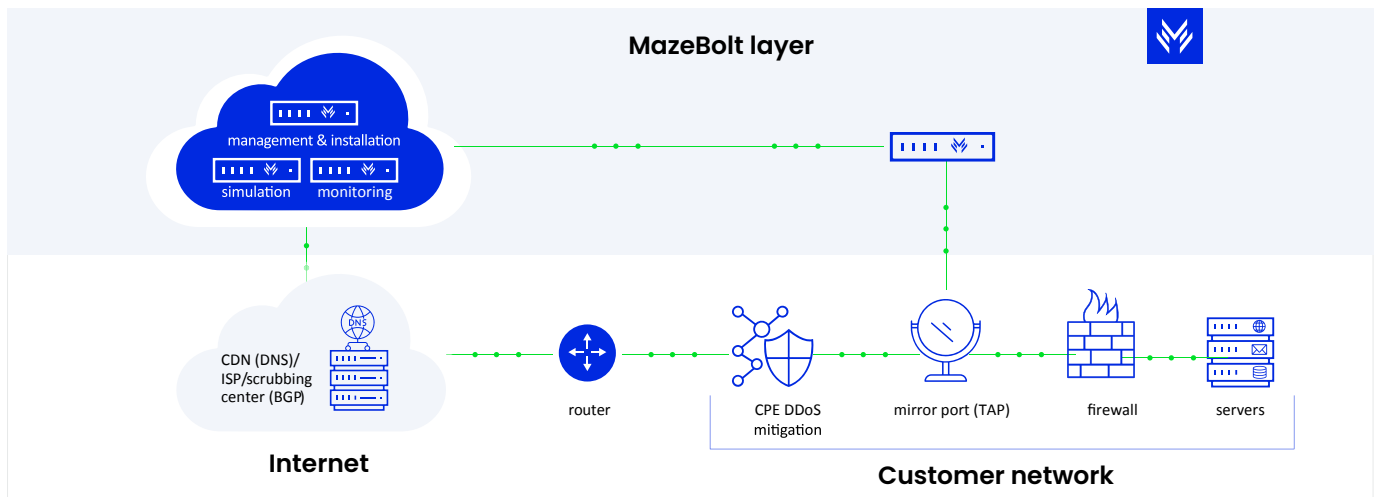 MazeBolt layer
management & installation
simulation
monitoring
DNS
CDN (DNS)/
ISP/scrubbing
center (BGP)
router
CPE DDoS
mitigation
mirror port (TAP)
firewall
servers
Internet
Customer network